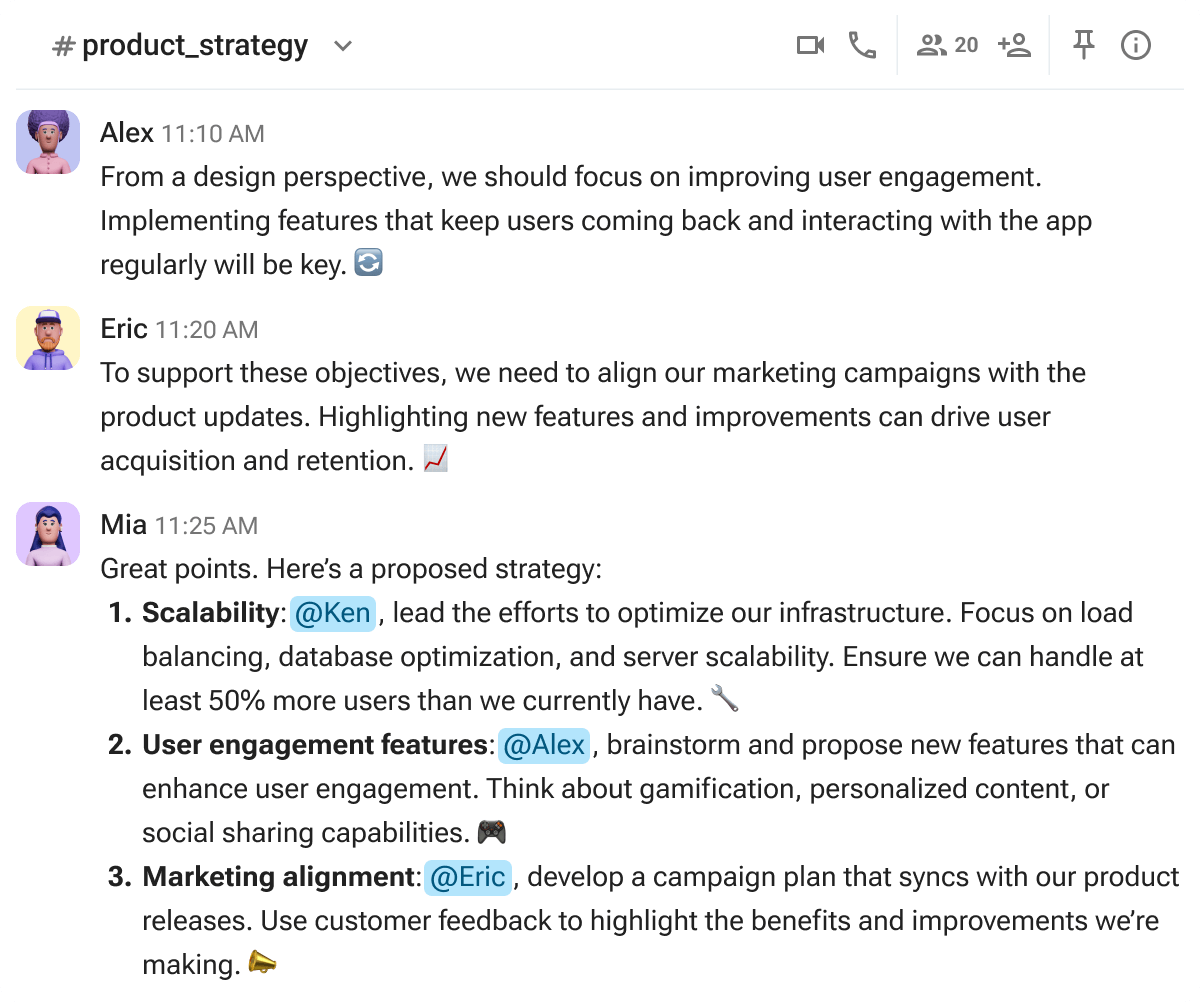 # product_strategy
20
Alex 11:10 AM
From a design perspective, we should focus on improving user engagement.
Implementing features that keep users coming back and interacting with the app
regularly will be key. 🔄
Eric 11:20 AM
To support these objectives, we need to align our marketing campaigns with the
product updates. Highlighting new features and improvements can drive user
acquisition and retention. 📈
Mia 11:25 AM
Great points. Here’s a proposed strategy:
1. Scalability: @Ken, lead the efforts to optimize our infrastructure. Focus on load
balancing, database optimization, and server scalability. Ensure we can handle at
least 50% more users than we currently have. 🔧
2. User engagement features: @Alex, brainstorm and propose new features that can
enhance user engagement. Think about gamification, personalized content, or
social sharing capabilities. 🎮
3. Marketing alignment: @Eric, develop a campaign plan that syncs with our product
releases. Use customer feedback to highlight the benefits and improvements we’re
making. 📣